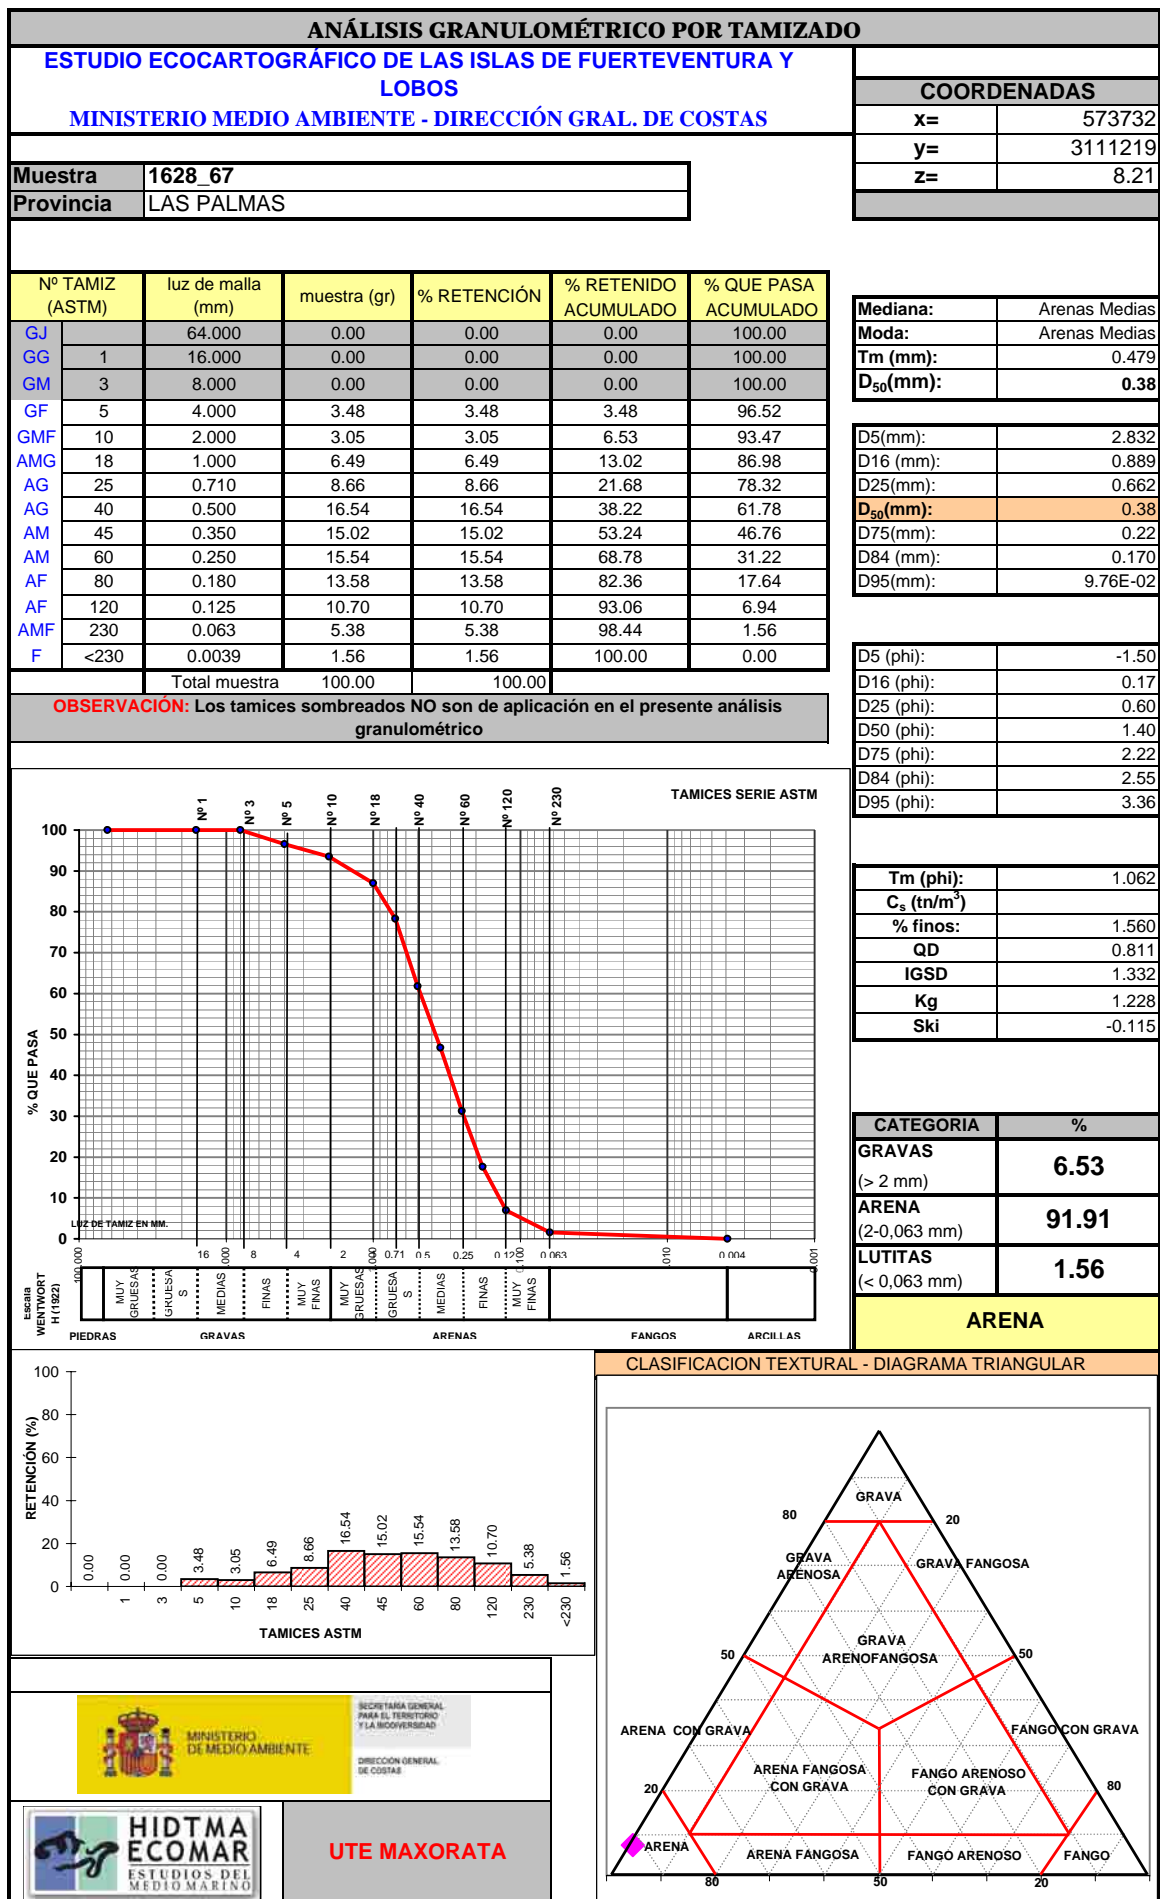 ANÁLISIS GRANULOMÉTRICO POR TAMIZADO
ESTUDIO ECOCARTOGRÁFICO DE LAS ISLAS DE FUERTEVENTURA Y
LOBOS
MINISTERIO MEDIO AMBIENTE - DIRECCIÓN GRAL. DE COSTAS
COORDENADAS
x= 573732
y= 3111219
z= 8.21
Muestra 1628_67
Provincia LAS PALMAS
Nº TAMIZ (ASTM) luz de malla (mm) muestra (gr) % RETENCIÓN % RETENIDO ACUMULADO % QUE PASA ACUMULADO
GJ 64.000 0.00 0.00 0.00 100.00
GG 1 16.000 0.00 0.00 0.00 100.00
GM 3 8.000 0.00 0.00 0.00 100.00
GF 5 4.000 3.48 3.48 3.48 96.52
GMF 10 2.000 3.05 3.05 6.53 93.47
AMG 18 1.000 6.49 6.49 13.02 86.98
AG 25 0.710 8.66 8.66 21.68 78.32
AG 40 0.500 16.54 16.54 38.22 61.78
AM 45 0.350 15.02 15.02 53.24 46.76
AM 60 0.250 15.54 15.54 68.78 31.22
AF 80 0.180 13.58 13.58 82.36 17.64
AF 120 0.125 10.70 10.70 93.06 6.94
AMF 230 0.063 5.38 5.38 98.44 1.56
F <230 0.0039 1.56 1.56 100.00 0.00
Total muestra 100.00 100.00
OBSERVACIÓN: Los tamices sombreados NO son de aplicación en el presente análisis
granulométrico
Mediana: Arenas Medias
Moda: Arenas Medias
Tm (mm): 0.479
D50(mm): 0.38
D5(mm): 2.832
D16 (mm): 0.889
D25(mm): 0.662
D50(mm): 0.38
D75(mm): 0.22
D84 (mm): 0.170
D95(mm): 9.76E-02
D5 (phi): -1.50
D16 (phi): 0.17
D25 (phi): 0.60
D50 (phi): 1.40
D75 (phi): 2.22
D84 (phi): 2.55
D95 (phi): 3.36
Tm (phi): 1.062
Cs (tn/m3)
% finos: 1.560
QD 0.811
IGSD 1.332
Kg 1.228
Ski -0.115
CATEGORIA %
GRAVAS
(> 2 mm) 6.53
ARENA
(2-0,063 mm) 91.91
LUTITAS
(< 0,063 mm) 1.56
ARENA
TAMICES SERIE ASTM
Nº 1 Nº 3 Nº 5 Nº 10 Nº 18 Nº 40 Nº 60 Nº 120 Nº 230
% QUE PASA
100
90
80
70
60
50
40
30
20
10
0
LUZ DE TAMIZ EN MM.
16 8 4 2 0.71 0.5 0.25 0.063 0.004
100.000
Escala WENTWORT H (1922)
MUY GRUESAS GRUESA S MEDIAS FINAS MUY FINAS MUY GRUESAS GRUESA S MEDIAS FINAS MUY FINAS
PIEDRAS GRAVAS ARENAS FANGOS ARCILLAS
RETENCIÓN (%)
100
80
60
40
20
0
0.00 0.00 0.00 3.48 3.05 6.49 8.66 16.54 15.02 15.54 13.58 10.70 5.38 1.56
1 3 5 10 18 25 40 45 60 80 120 230 <230
TAMICES ASTM
CLASIFICACION TEXTURAL - DIAGRAMA TRIANGULAR
GRAVA
80 20
GRAVA
ARENOSA
GRAVA FANGOSA
GRAVA
ARENOFANGOSA
50 50
ARENA CON GRAVA
FANGO CON GRAVA
ARENA FANGOSA
CON GRAVA
FANGO ARENOSO
CON GRAVA
20 80
ARENA
ARENA FANGOSA
FANGO ARENOSO
FANGO
80 50 20
MINISTERIO
DE MEDIO AMBIENTE
SECRETARÍA GENERAL
PARA EL TERRITORIO
Y LA BIODIVERSIDAD
DIRECCIÓN GENERAL
DE COSTAS
HIDTMA
ECOMAR
ESTUDIOS DEL
MEDIO MARINO
UTE MAXORATA